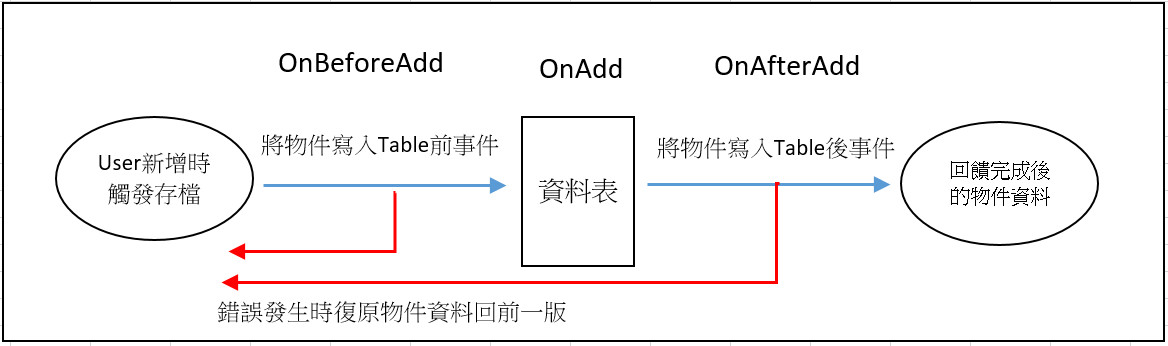 OnBeforeAdd
OnAdd
OnAfterAdd
將物件寫入Table前事件
將物件寫入Table後事件
User新增時
觸發存檔
資料表
回饋完成後
的物件資料
錯誤發生時復原物件資料回前一版